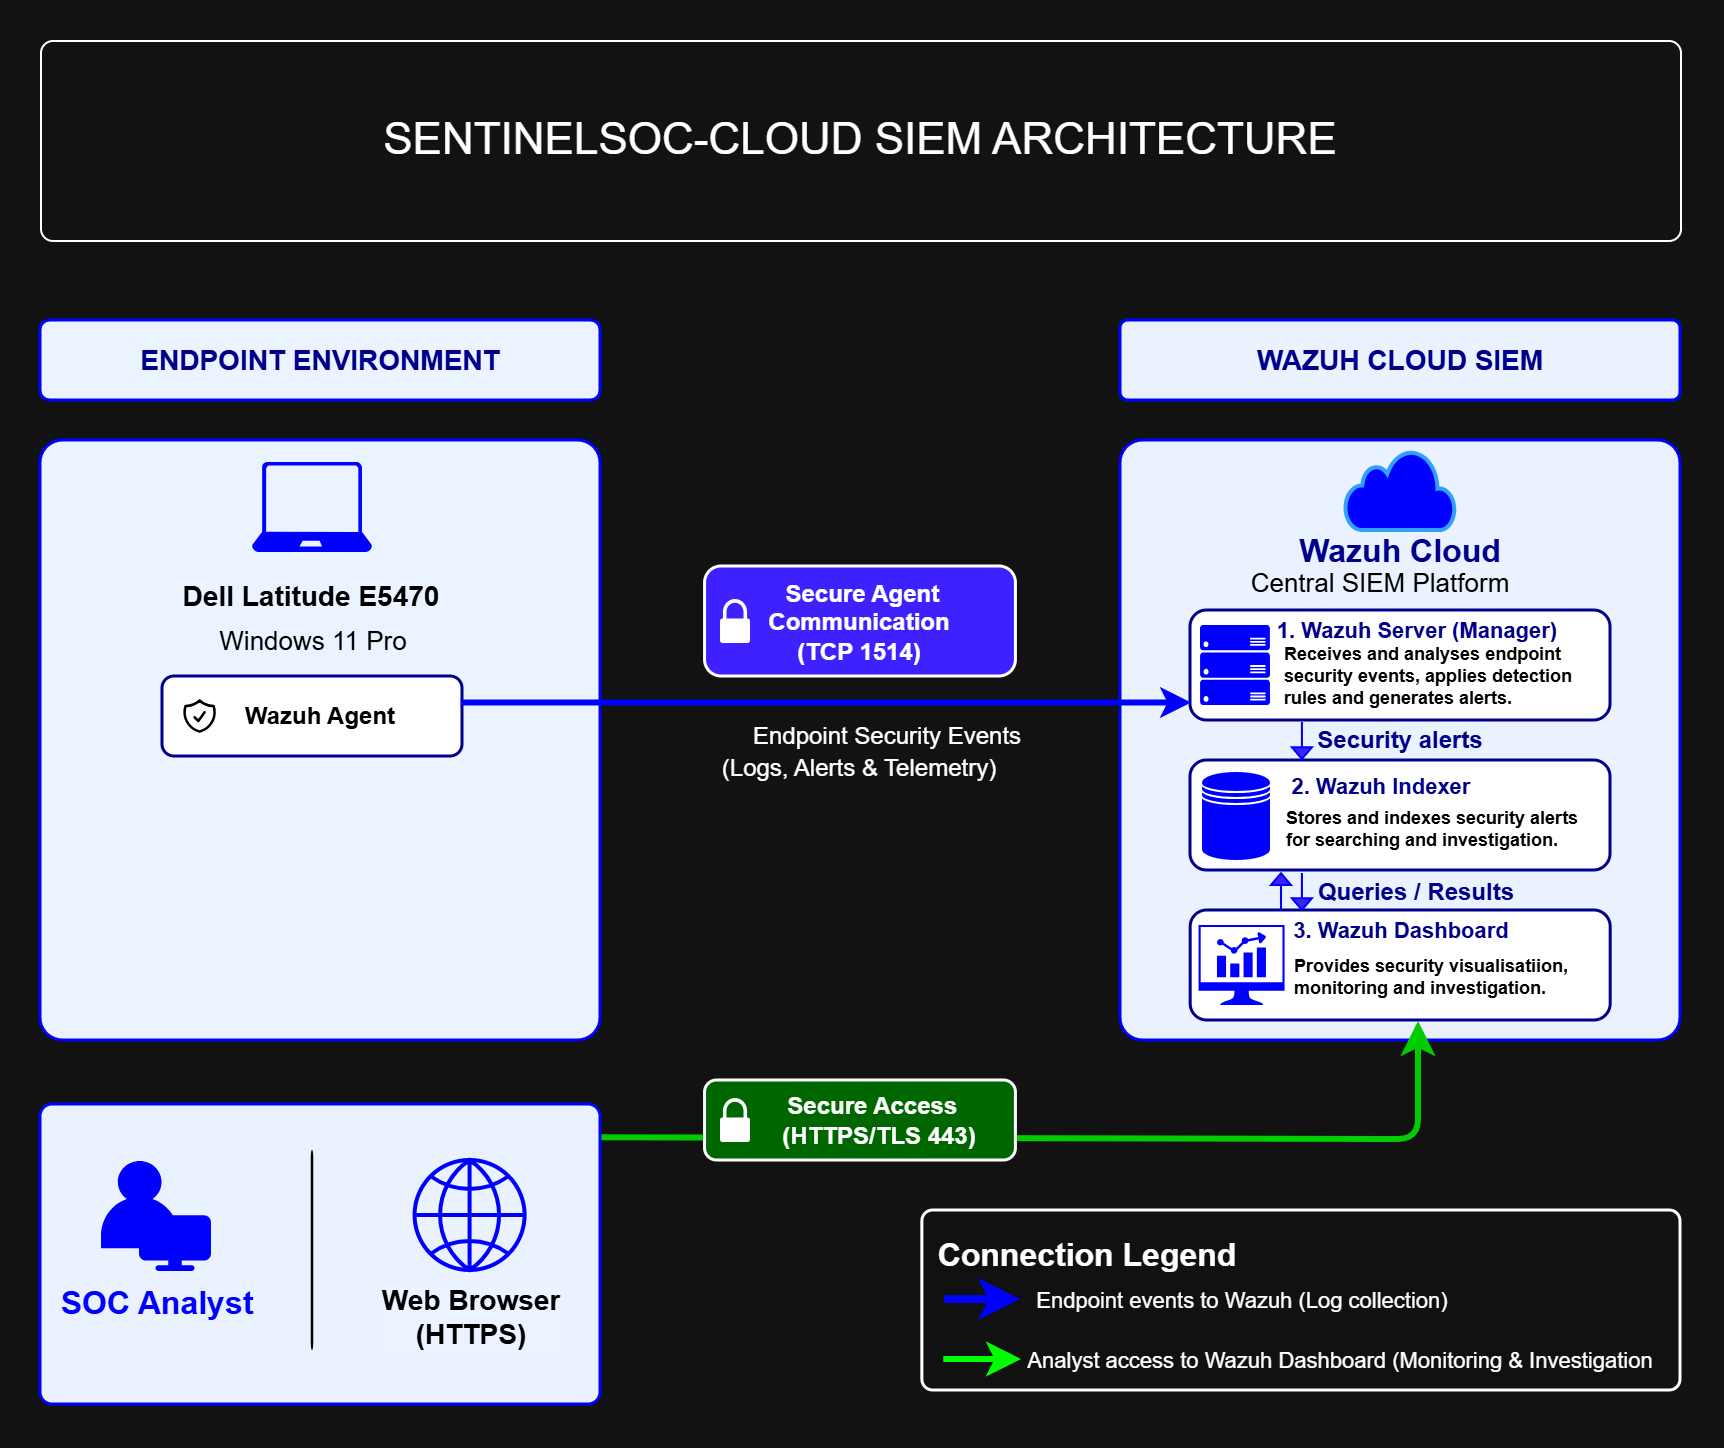 SENTINELSOC-CLOUD SIEM ARCHITECTURE
ENDPOINT ENVIRONMENT
WAZUH CLOUD SIEM
Dell Latitude E5470
Windows 11 Pro
Wazuh Agent
Secure Agent
Communication
(TCP 1514)
Endpoint Security Events
(Logs, Alerts & Telemetry)
Wazuh Cloud
Central SIEM Platform
1. Wazuh Server (Manager)
Receives and analyses endpoint
security events, applies detection
rules and generates alerts.
Security alerts
2. Wazuh Indexer
Stores and indexes security alerts
for searching and investigation.
Queries / Results
3. Wazuh Dashboard
Provides security visualisatiion,
monitoring and investigation.
Secure Access
(HTTPS/TLS 443)
SOC Analyst
Web Browser
(HTTPS)
Connection Legend
Endpoint events to Wazuh (Log collection)
Analyst access to Wazuh Dashboard (Monitoring & Investigation